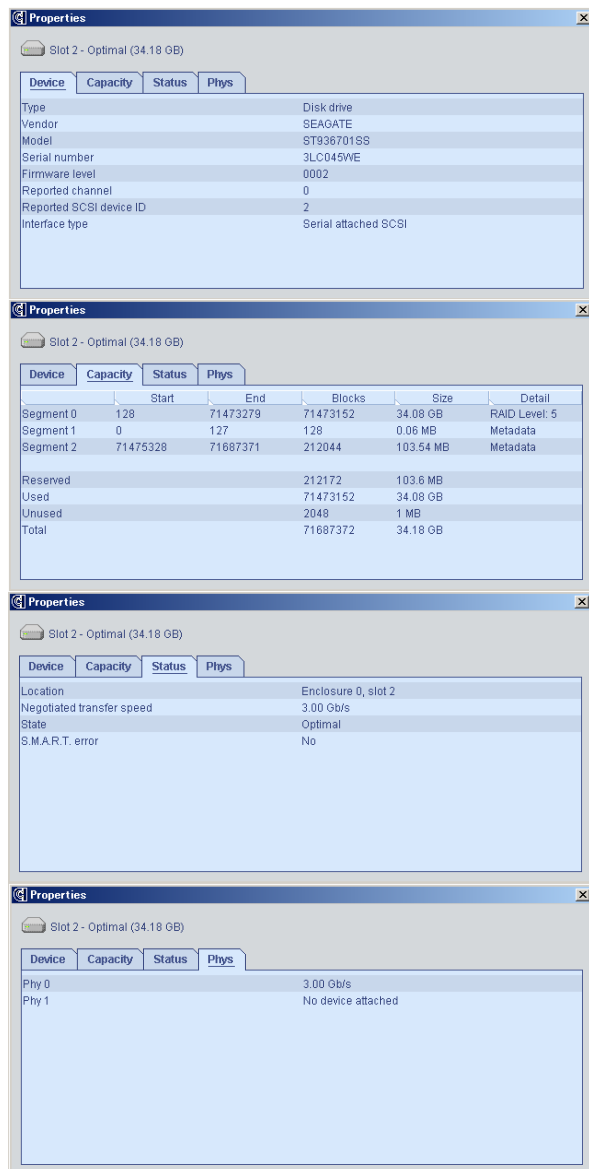 Properties
Slot 2 - Optimal (34.18 GB)
Device Capacity Status Phys
Type Disk drive
Vendor SEAGATE
Model ST936701SS
Serial number 3LC045WE
Firmware level 0002
Reported channel 0
Reported SCSI device ID 2
Interface type Serial attached SCSI
Properties
Slot 2 - Optimal (34.18 GB)
Device Capacity Status Phys
Start End Blocks Size Detail
Segment 0 128 71473279 71473152 34.08 GB RAID Level: 5
Segment 1 0 127 128 0.06 MB Metadata
Segment 2 71475328 71687371 212044 103.54 MB Metadata
Reserved 212172 103.6 MB
Used 71473152 34.08 GB
Unused 2048 1 MB
Total 71687372 34.18 GB
Properties
Slot 2 - Optimal (34.18 GB)
Device Capacity Status Phys
Location Enclosure 0, slot 2
Negotiated transfer speed 3.00 Gb/s
State Optimal
S.M.A.R.T. error No
Properties
Slot 2 - Optimal (34.18 GB)
Device Capacity Status Phys
Phy 0 3.00 Gb/s
Phy 1 No device attached